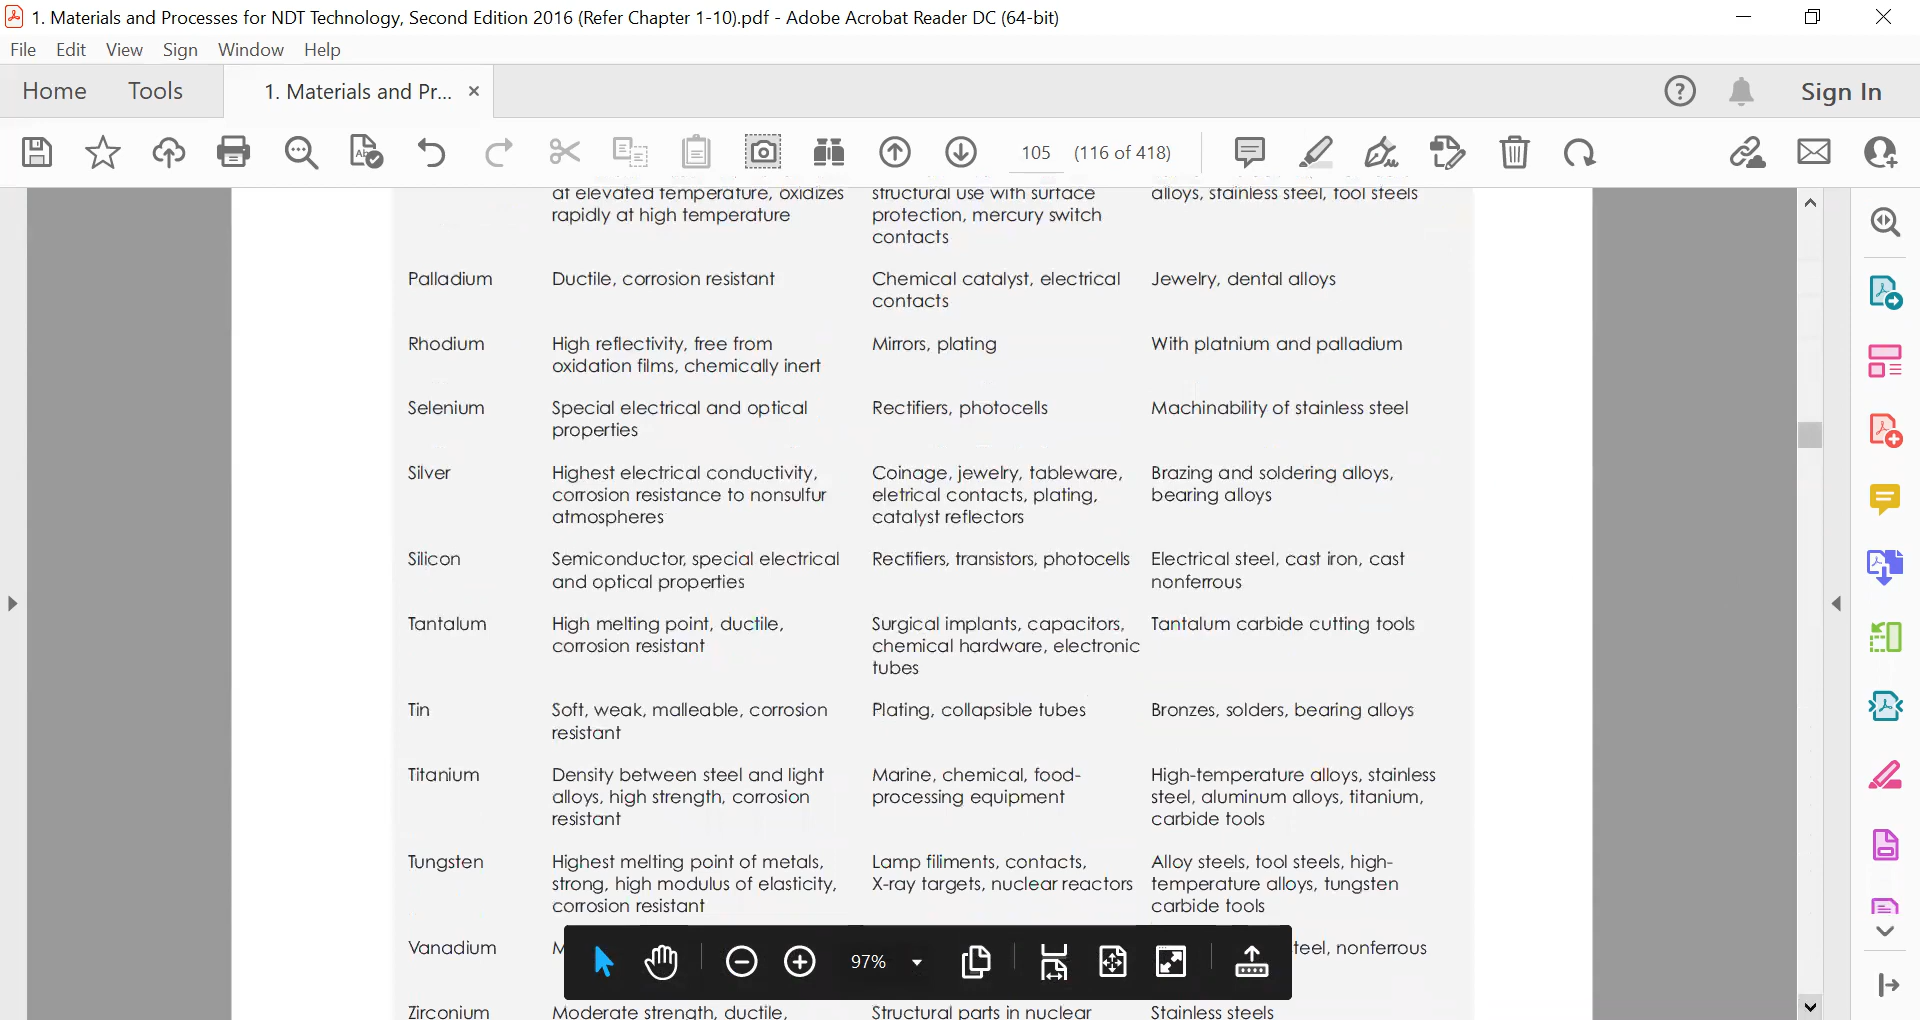 1. Materials and Processes for NDT Technology, Second Edition 2016 (Refer Chapter 1-10).pdf - Adobe Acrobat Reader DC (64-bit)
File Edit View Sign Window Help
Home Tools 1. Materials and Pr... × Sign In
105 (116 of 418)
at elevated temperature, oxidizes structural use with surface alloys, stainless steel, tool steels
rapidly at high temperature protection, mercury switch
contacts
Palladium Ductile, corrosion resistant Chemical catalyst, electrical Jewelry, dental alloys
contacts
Rhodium High reflectivity, free from Mirrors, plating With platnium and palladium
oxidation films, chemically inert
Selenium Special electrical and optical Rectifiers, photocells Machinability of stainless steel
properties
Silver Highest electrical conductivity, Coinage, jewelry, tableware, Brazing and soldering alloys,
corrosion resistance to nonsulfur eletrical contacts, plating, bearing alloys
atmospheres catalyst reflectors
Silicon Semiconductor, special electrical Rectifiers, transistors, photocells Electrical steel, cast iron, cast
and optical properties nonferrous
Tantalum High melting point, ductile, Surgical implants, capacitors, Tantalum carbide cutting tools
corrosion resistant chemical hardware, electronic
tubes
Tin Soft, weak, malleable, corrosion Plating, collapsible tubes Bronzes, solders, bearing alloys
resistant
Titanium Density between steel and light Marine, chemical, food- High-temperature alloys, stainless
alloys, high strength, corrosion processing equipment steel, aluminum alloys, titanium,
resistant carbide tools
Tungsten Highest melting point of metals, Lamp filiments, contacts, Alloy steels, tool steels, high-
strong, high modulus of elasticity, X-ray targets, nuclear reactors temperature alloys, tungsten
corrosion resistant carbide tools
Vanadium teel, nonferrous
97%
Zirconium Moderate strength, ductile, Structural parts in nuclear Stainless steels